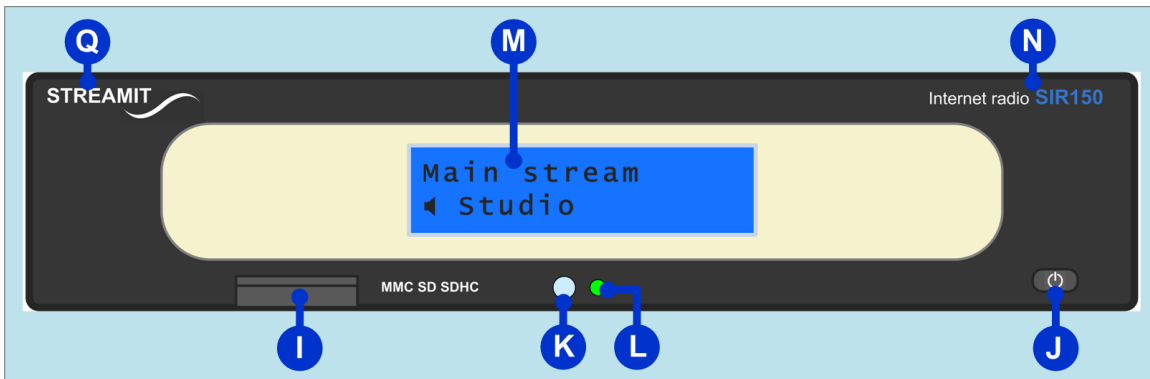 Q
M
N
STREAMIT
Internet radio SIR150
Main stream
Studio
MMC SD SDHC
I
K
L
J